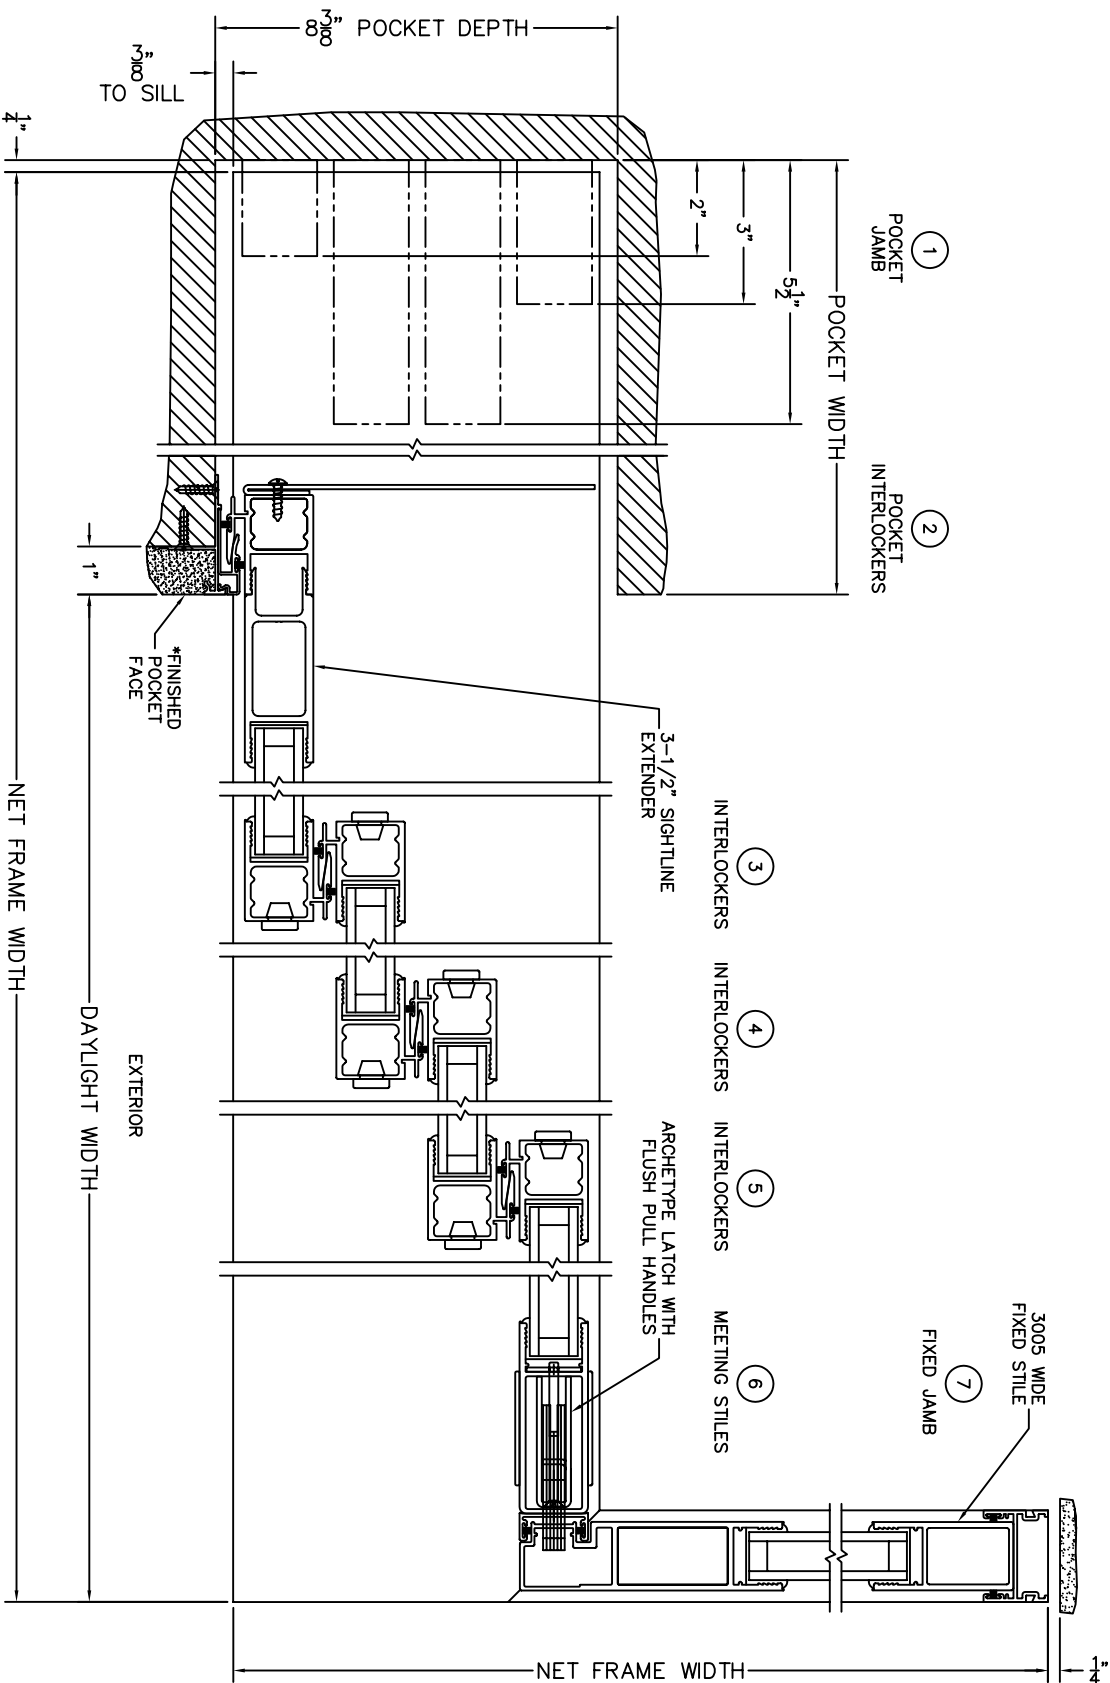 8 3/8" POCKET DEPTH
3/8"
TO SILL
1/4"
1
POCKET
JAMB
POCKET WIDTH
2"
3"
5 1/2"
2
POCKET
INTERLOCKERS
1"
*FINISHED
POCKET
FACE
3-1/2" SIGHTLINE
EXTENDER
3
INTERLOCKERS
4
INTERLOCKERS
5
INTERLOCKERS
ARCHETYPE LATCH WITH
FLUSH PULL HANDLES
6
MEETING STILES
7
FIXED JAMB
3005 WIDE
FIXED STILE
EXTERIOR
DAYLIGHT WIDTH
NET FRAME WIDTH
NET FRAME WIDTH
1/4"